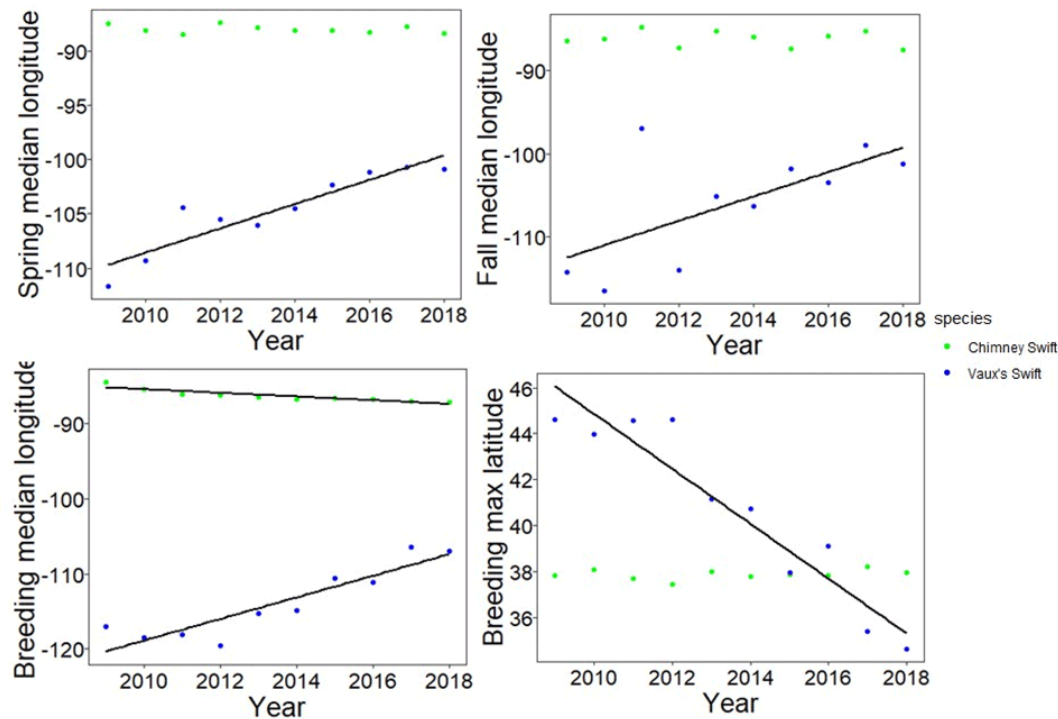 Spring median longitude
-90
-95
-100
-105
-110
2010 2012 2014 2016 2018
Year
Fall median longitude
-90
-100
-110
2010 2012 2014 2016 2018
Year
species
Chimney Swift
Vaux's Swift
Breeding median longitude
-90
-100
-110
-120
2010 2012 2014 2016 2018
Year
Breeding max latitude
46
44
42
40
38
36
2010 2012 2014 2016 2018
Year